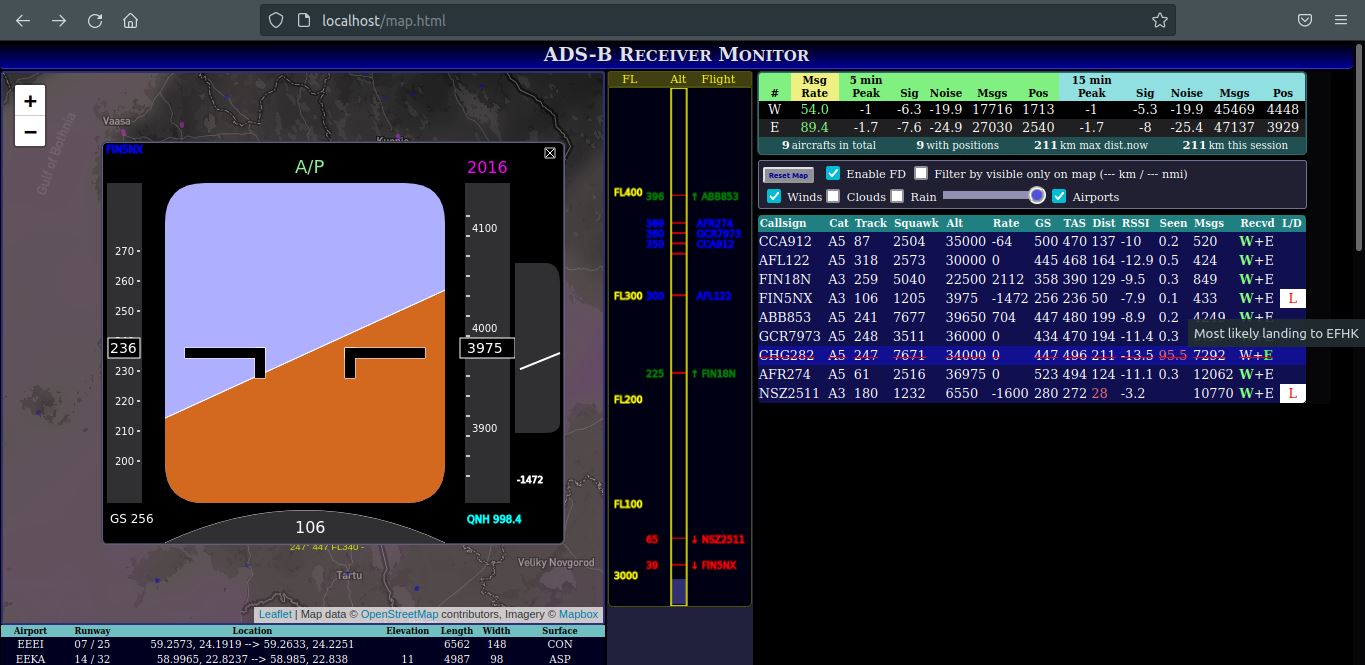 localhost/map.html
ADS-B Receiver Monitor
+
−
Vaasa
Gulf of Bothnia
FIN5NX
A/P
2016
270
260
250
236
230
220
210
200
4100
4000
3975
3900
-1472
GS 256
106
QNH 998.4
247° 447 FL340 -
Tartu
Veliky Novgorod
Leaflet | Map data © OpenStreetMap contributors, Imagery © Mapbox
Airport Runway Location Elevation Length Width Surface
EEEI 07 / 25 59.2573, 24.1919 --> 59.2633, 24.2251 6562 148 CON
EEKA 14 / 32 58.9965, 22.8237 --> 58.985, 22.838 11 4987 98 ASP
FL Alt Flight
FL400
396 ↑ ABB853
360 AFR274
360 GCR7973
350 CCA912
FL300 300 AFL122
225 ↑ FIN18N
FL200
FL100
65 ↓ NSZ2511
39 ↓ FIN5NX
3000
Msg 5 min 15 min
# Rate Peak Sig Noise Msgs Pos Peak Sig Noise Msgs Pos
W 54.0 -1 -6.3 -19.9 17716 1713 -1 -5.3 -19.9 45469 4448
E 89.4 -1.7 -7.6 -24.9 27030 2540 -1.7 -8 -25.4 47137 3929
9 aircrafts in total 9 with positions 211 km max dist.now 211 km this session
Reset Map Enable FD Filter by visible only on map (--- km / --- nmi)
Winds Clouds Rain Airports
Callsign Cat Track Squawk Alt Rate GS TAS Dist RSSI Seen Msgs Recvd L/D
CCA912 A5 87 2504 35000 -64 500 470 137 -10 0.2 520 W+E
AFL122 A5 318 2573 30000 0 445 468 164 -12.9 0.5 424 W+E
FIN18N A3 259 5040 22500 2112 358 390 129 -9.5 0.3 849 W+E
FIN5NX A3 106 1205 3975 -1472 256 236 50 -7.9 0.1 433 W+E L
ABB853 A5 241 7677 39650 704 447 480 199 -8.9 0.2 4249 W+E
GCR7973 A5 248 3511 36000 0 434 470 194 -11.4 0.3
Most likely landing to EFHK
CHG282 A5 247 7671 34000 0 447 496 211 -13.5 95.5 7292 W+E
AFR274 A5 61 2516 36975 0 523 494 124 -11.1 0.3 12062 W+E
NSZ2511 A3 180 1232 6550 -1600 280 272 28 -3.2 10770 W+E L